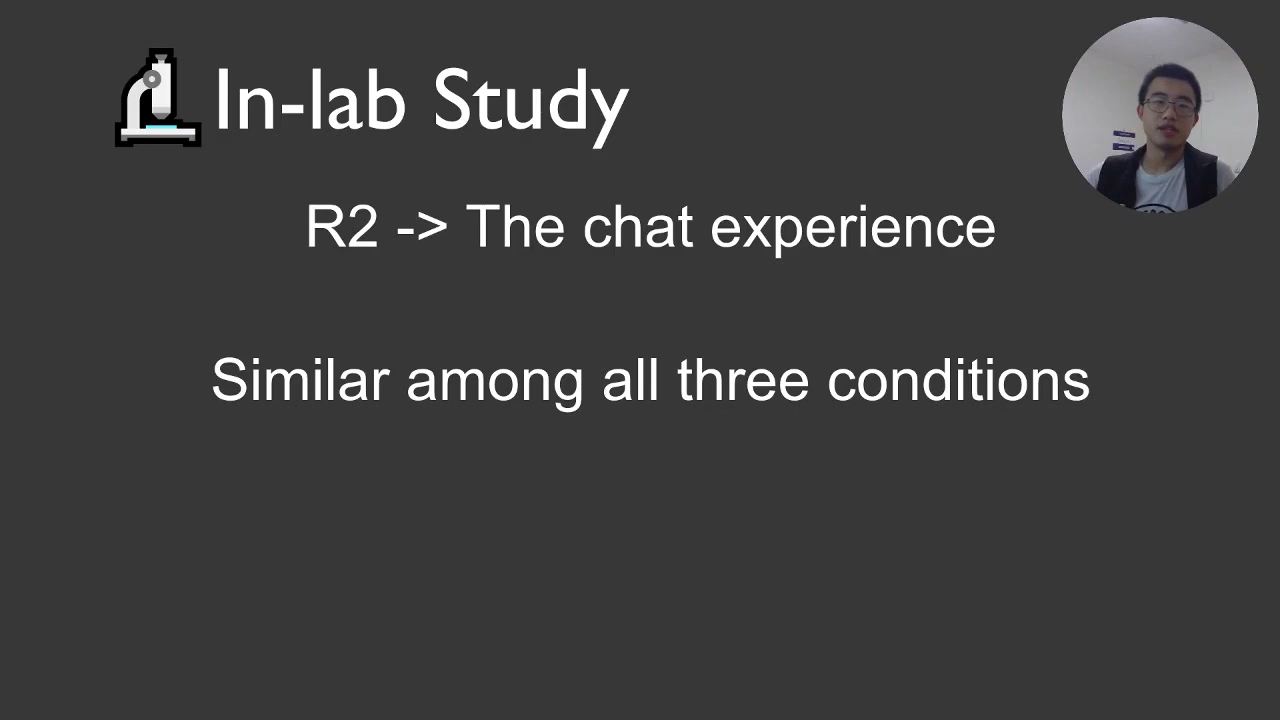 In-lab Study
R2 -> The chat experience
Similar among all three conditions